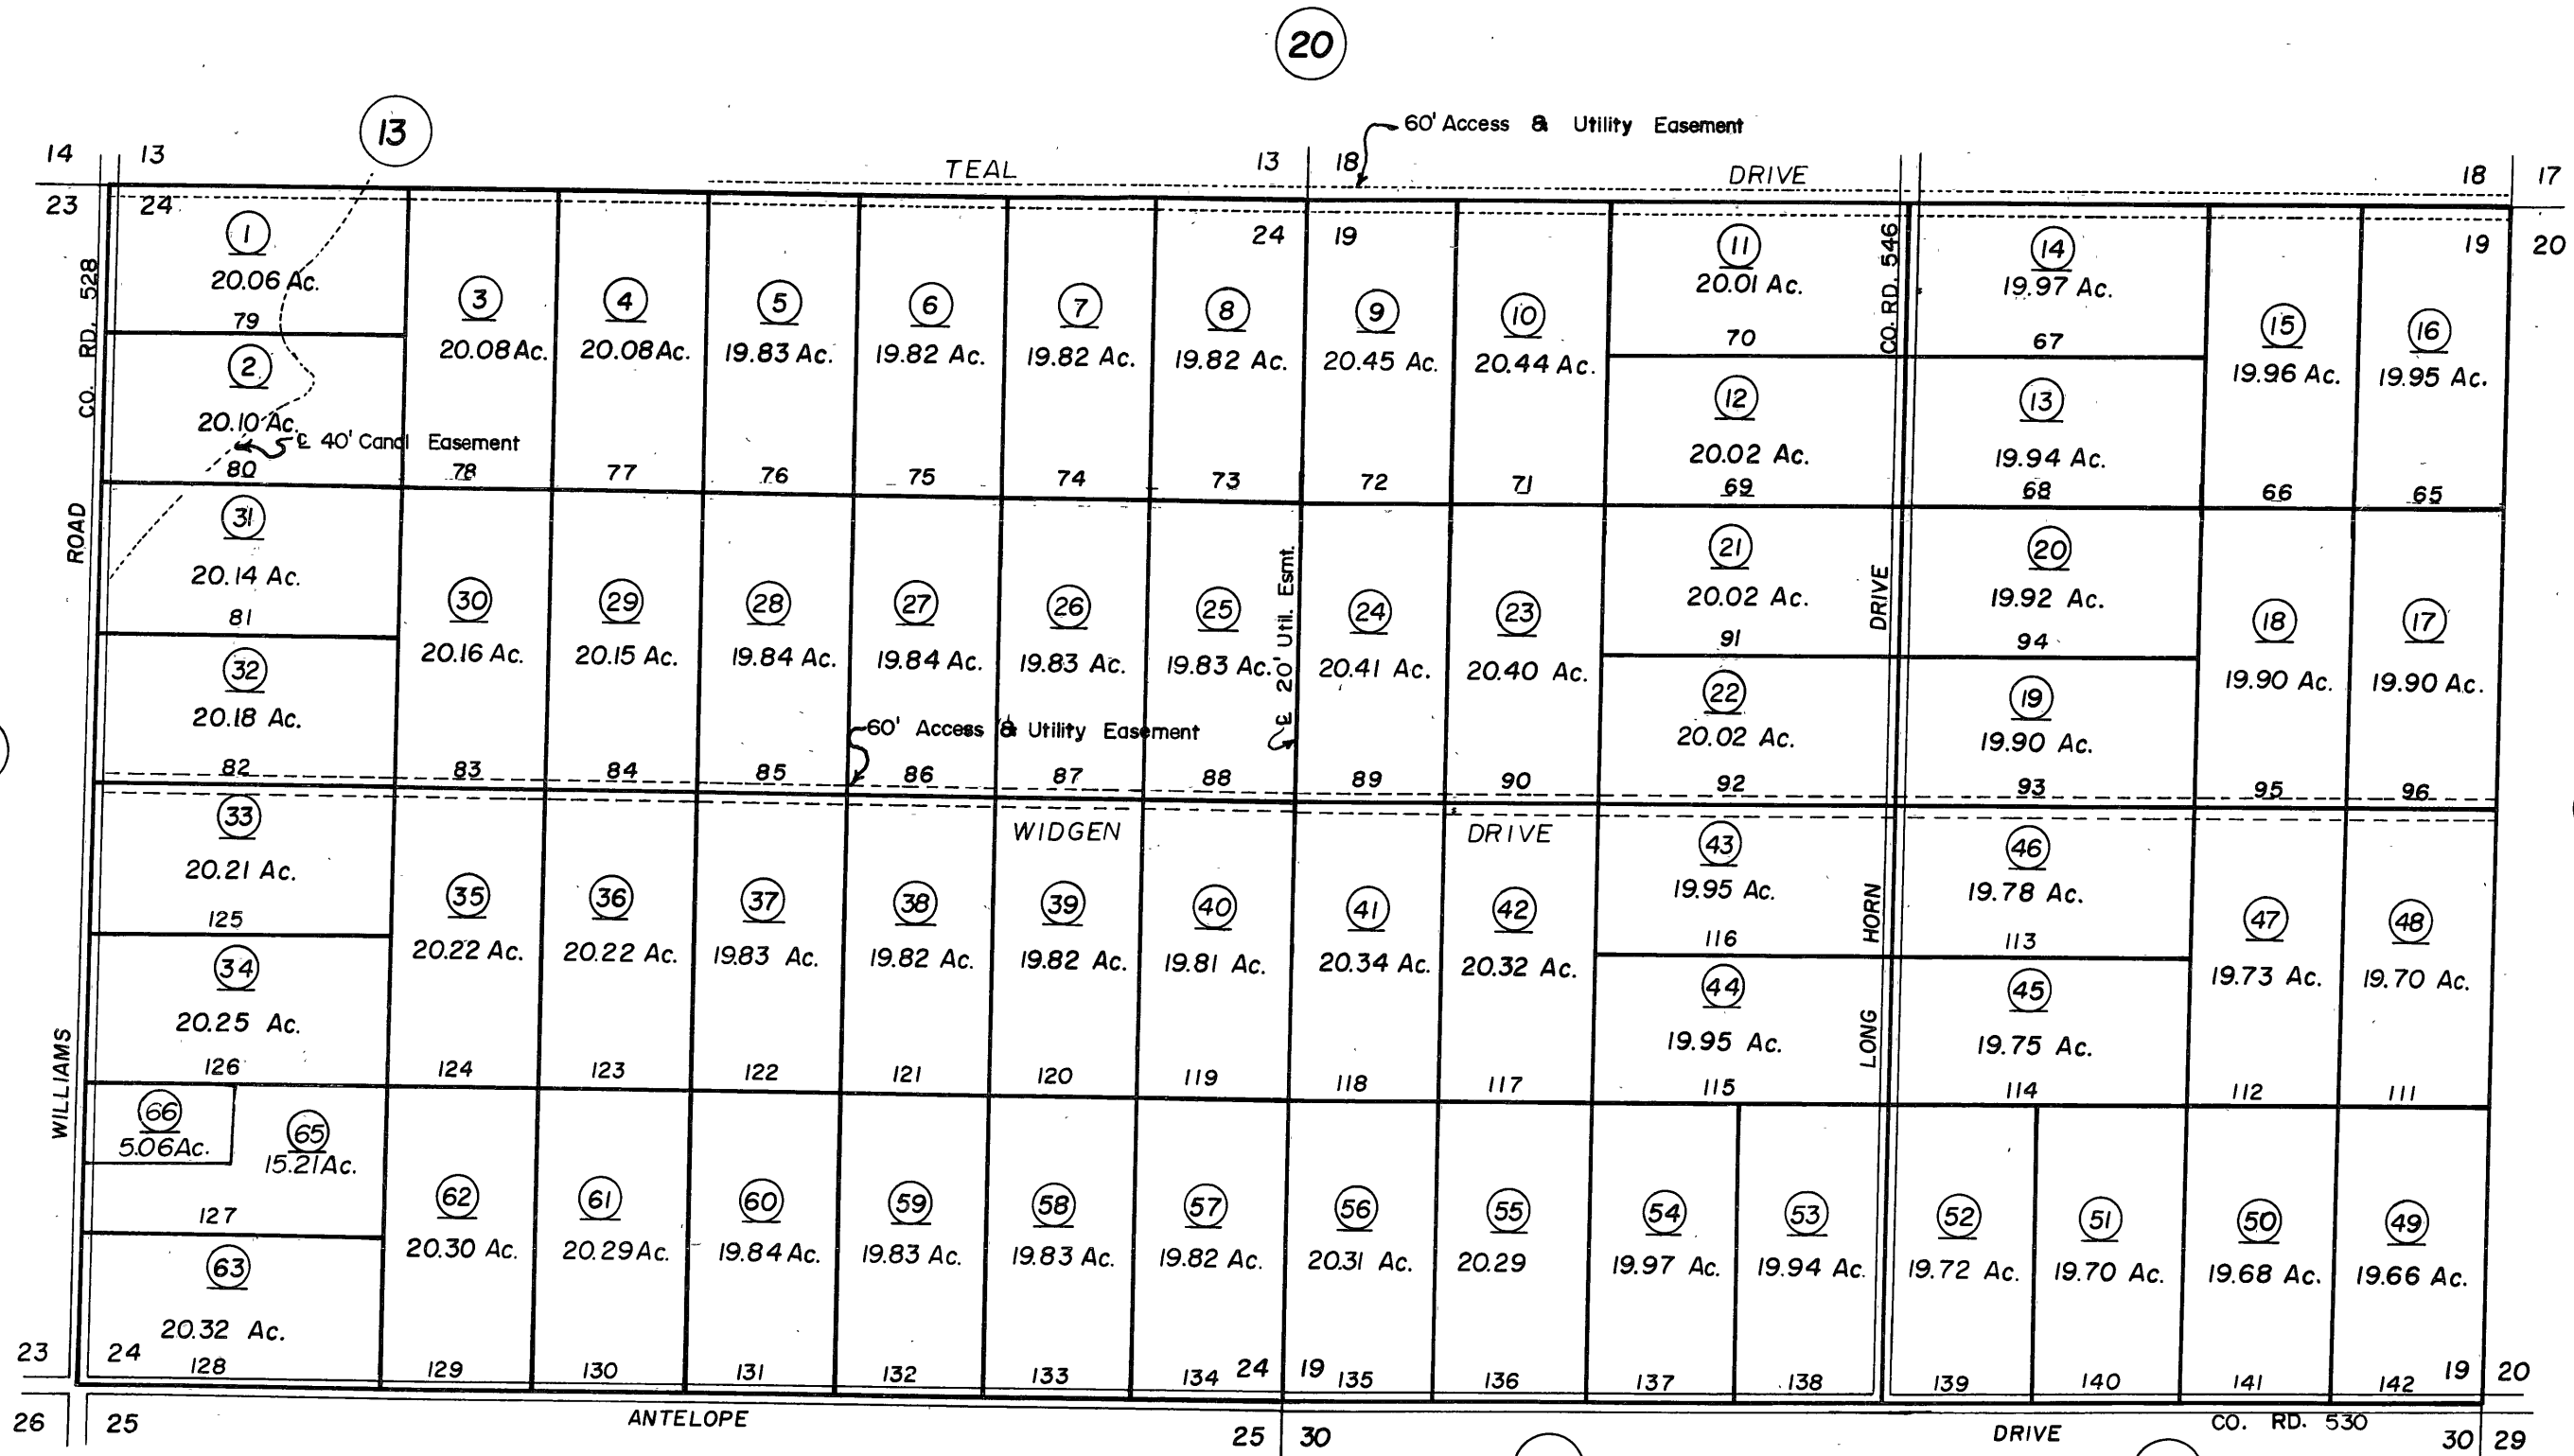 20
13
60' Access & Utility Easement
14 13 TEAL 13 18 DRIVE 18 17
23 24 24 19 19 20
CO. RD. 528
CO. RD. 546
1
20.06 Ac.
79
2
20.10 Ac.
℄ 40' Canal Easement
80
3
20.08 Ac.
78
4
20.08 Ac.
77
5
19.83 Ac.
76
6
19.82 Ac.
75
7
19.82 Ac.
74
8
19.82 Ac.
73
9
20.45 Ac.
72
10
20.44 Ac.
71
11
20.01 Ac.
70
12
20.02 Ac.
69
14
19.97 Ac.
67
13
19.94 Ac.
68
15
19.96 Ac.
66
16
19.95 Ac.
65
ROAD
31
20.14 Ac.
81
32
20.18 Ac.
82
30
20.16 Ac.
83
29
20.15 Ac.
84
28
19.84 Ac.
85
27
19.84 Ac.
86
26
19.83 Ac.
87
25
19.83 Ac.
88
60' Access & Utility Easement
℄ 20' Util. Esmt.
24
20.41 Ac.
89
23
20.40 Ac.
90
21
20.02 Ac.
91
22
20.02 Ac.
92
DRIVE
20
19.92 Ac.
94
19
19.90 Ac.
93
18
19.90 Ac.
95
17
19.90 Ac.
96
WIDGEN DRIVE
33
20.21 Ac.
125
34
20.25 Ac.
126
35
20.22 Ac.
124
36
20.22 Ac.
123
37
19.83 Ac.
122
38
19.82 Ac.
121
39
19.82 Ac.
120
40
19.81 Ac.
119
41
20.34 Ac.
118
42
20.32 Ac.
117
43
19.95 Ac.
116
44
19.95 Ac.
115
LONG HORN
46
19.78 Ac.
113
45
19.75 Ac.
114
47
19.73 Ac.
112
48
19.70 Ac.
111
WILLIAMS
66
5.06 Ac.
65
15.21 Ac.
127
63
20.32 Ac.
128
62
20.30 Ac.
129
61
20.29 Ac.
130
60
19.84 Ac.
131
59
19.83 Ac.
132
58
19.83 Ac.
133
57
19.82 Ac.
134
56
20.31 Ac.
135
55
20.29
136
54
19.97 Ac.
137
53
19.94 Ac.
138
52
19.72 Ac.
139
51
19.70 Ac.
140
50
19.68 Ac.
141
49
19.66 Ac.
142
23 24 24 19 19 20
26 25 ANTELOPE 25 30 DRIVE CO. RD. 530 30 29